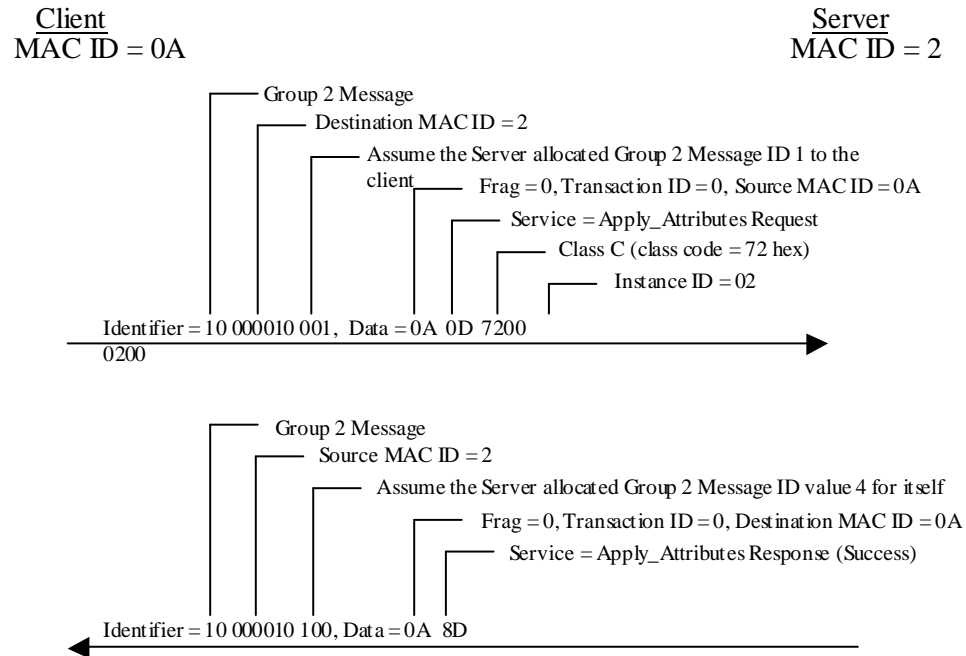 Client
MAC ID = 0A
Server
MAC ID = 2
Group 2 Message
Destination MAC ID = 2
Assume the Server allocated Group 2 Message ID 1 to the
client
Frag = 0, Transaction ID = 0, Source MAC ID = 0A
Service = Apply_Attributes Request
Class C (class code = 72 hex)
Instance ID = 02
Identifier = 10 000010 001, Data = 0A 0D 7200
0200
Group 2 Message
Source MAC ID = 2
Assume the Server allocated Group 2 Message ID value 4 for itself
Frag = 0, Transaction ID = 0, Destination MAC ID = 0A
Service = Apply_Attributes Response (Success)
Identifier = 10 000010 100, Data = 0A 8D